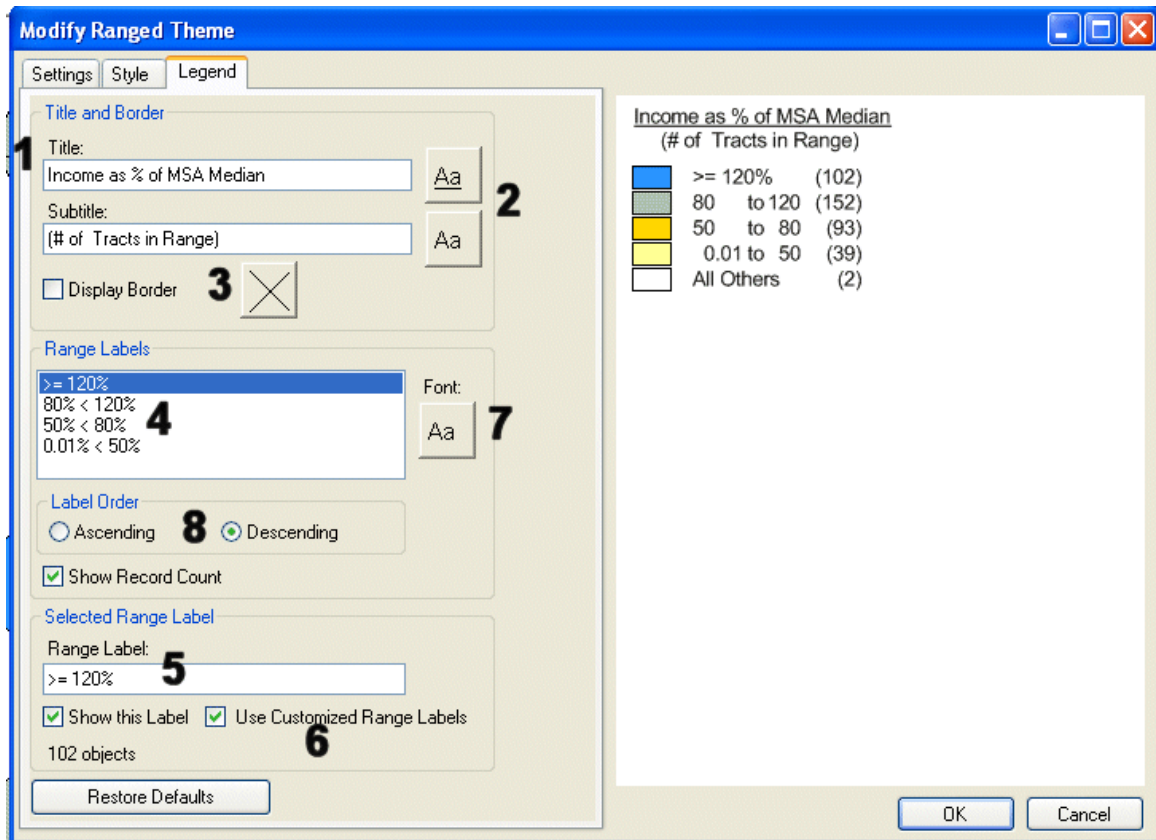 Modify Ranged Theme
Settings Style Legend
Title and Border
1
Title:
Income as % of MSA Median
Aa
2
Subtitle:
(# of  Tracts in Range)
Aa
Display Border
3
Range Labels
>= 120%
80% < 120%
50% < 80%
0.01% < 50%
4
Font:
Aa
7
Label Order
Ascending
8
Descending
Show Record Count
Selected Range Label
Range Label:
5
>= 120%
Show this Label
Use Customized Range Labels
6
102 objects
Restore Defaults
Income as % of MSA Median
(# of  Tracts in Range)
>= 120% (102)
80 to 120 (152)
50 to 80 (93)
0.01 to 50 (39)
All Others (2)
OK
Cancel